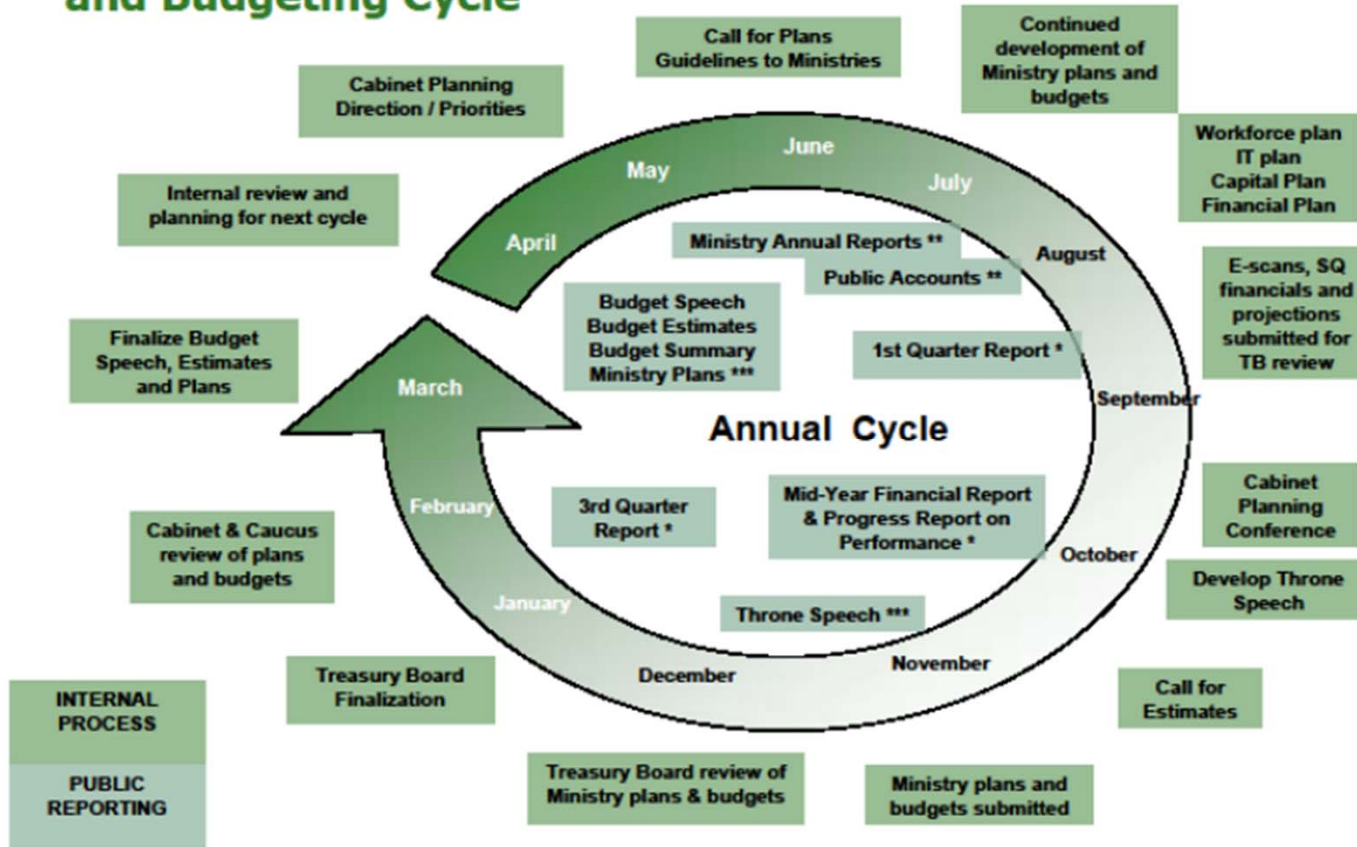 and Budgeting Cycle
Call for Plans
Guidelines to Ministries
Continued
development of
Ministry plans and
budgets
Cabinet Planning
Direction / Priorities
Workforce plan
IT plan
Capital Plan
Financial Plan
Internal review and
planning for next cycle
April
May
June
July
August
September
October
November
December
January
February
March
Ministry Annual Reports **
Public Accounts **
Budget Speech
Budget Estimates
Budget Summary
Ministry Plans ***
1st Quarter Report *
E-scans, SQ
financials and
projections
submitted for
TB review
Finalize Budget
Speech, Estimates
and Plans
Annual Cycle
3rd Quarter
Report *
Mid-Year Financial Report
& Progress Report on
Performance *
Cabinet
Planning
Conference
Cabinet & Caucus
review of plans
and budgets
Develop Throne
Speech
Throne Speech ***
Treasury Board
Finalization
Call for
Estimates
INTERNAL
PROCESS
PUBLIC
REPORTING
Treasury Board review of
Ministry plans & budgets
Ministry plans and
budgets submitted